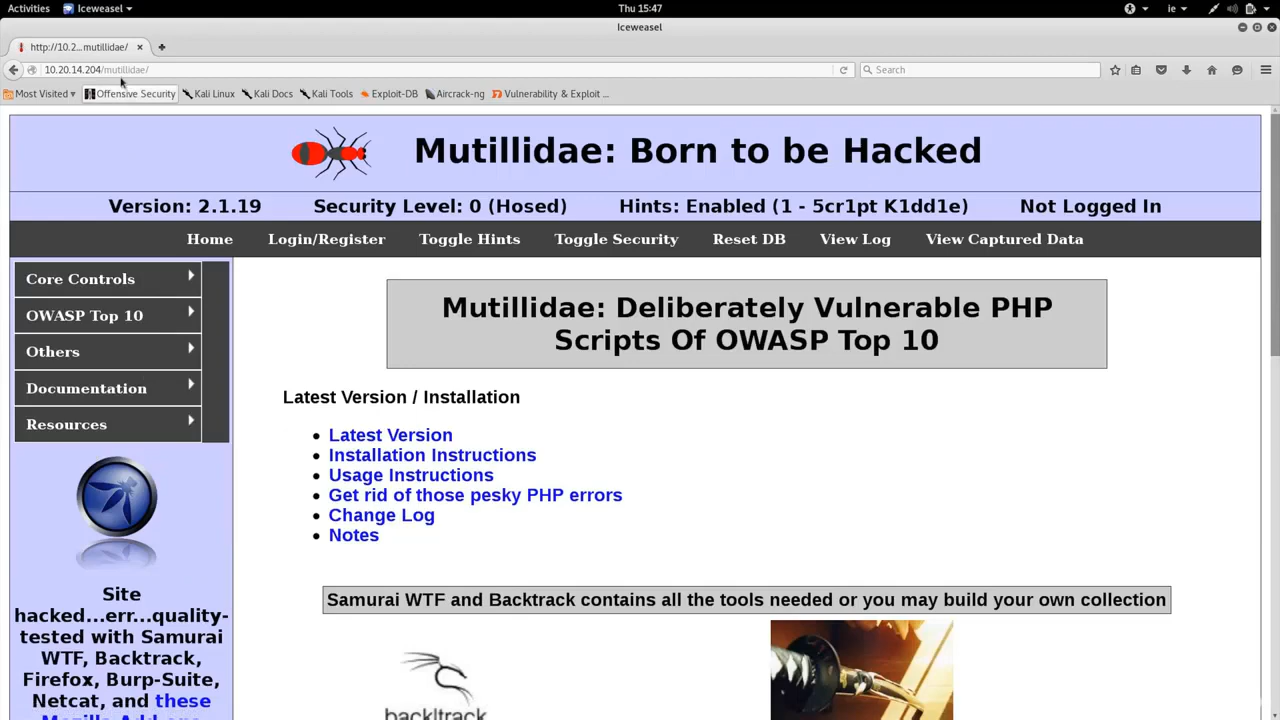 Activities Iceweasel Thu 15:47 ie
Iceweasel
http://10.2...mutillidae/
10.20.14.204/mutillidae/ Search
Most Visited Offensive Security Kali Linux Kali Docs Kali Tools Exploit-DB Aircrack-ng Vulnerability & Exploit ...
Mutillidae: Born to be Hacked
Version: 2.1.19 Security Level: 0 (Hosed) Hints: Enabled (1 - 5cr1pt K1dd1e) Not Logged In
Home Login/Register Toggle Hints Toggle Security Reset DB View Log View Captured Data
Core Controls
OWASP Top 10
Others
Documentation
Resources
Site
hacked...err...quality-
tested with Samurai
WTF, Backtrack,
Firefox, Burp-Suite,
Netcat, and these
Mozilla Add-ons
Mutillidae: Deliberately Vulnerable PHP
Scripts Of OWASP Top 10
Latest Version / Installation
Latest Version
Installation Instructions
Usage Instructions
Get rid of those pesky PHP errors
Change Log
Notes
Samurai WTF and Backtrack contains all the tools needed or you may build your own collection
back|track